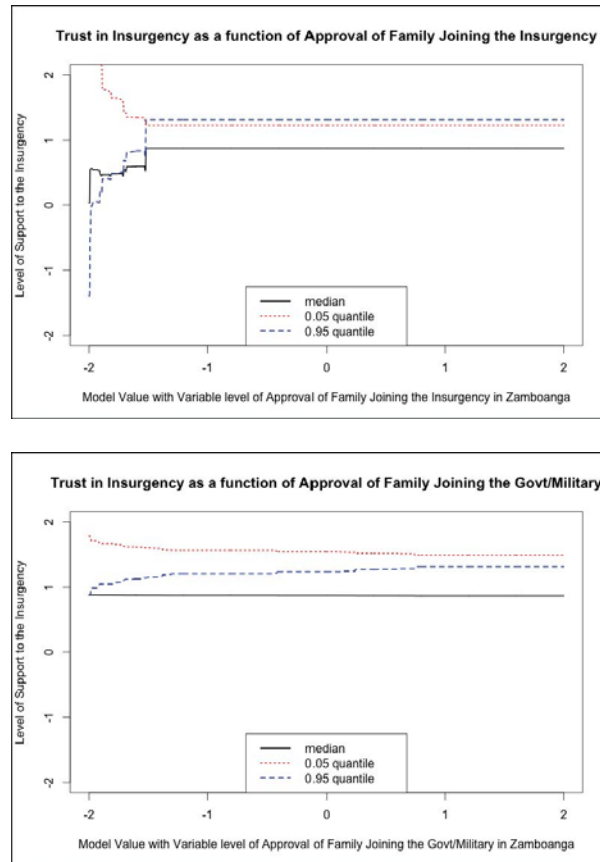 Trust in Insurgency as a function of Approval of Family Joining the Insurgency
Level of Support to the Insurgency
2
1
0
-1
-2
median
0.05 quantile
0.95 quantile
-2 -1 0 1 2
Model Value with Variable level of Approval of Family Joining the Insurgency in Zamboanga
Trust in Insurgency as a function of Approval of Family Joining the Govt/Military
Level of Support to the Insurgency
2
1
0
-1
-2
median
0.05 quantile
0.95 quantile
-2 -1 0 1 2
Model Value with Variable level of Approval of Family Joining the Govt/Military in Zamboanga